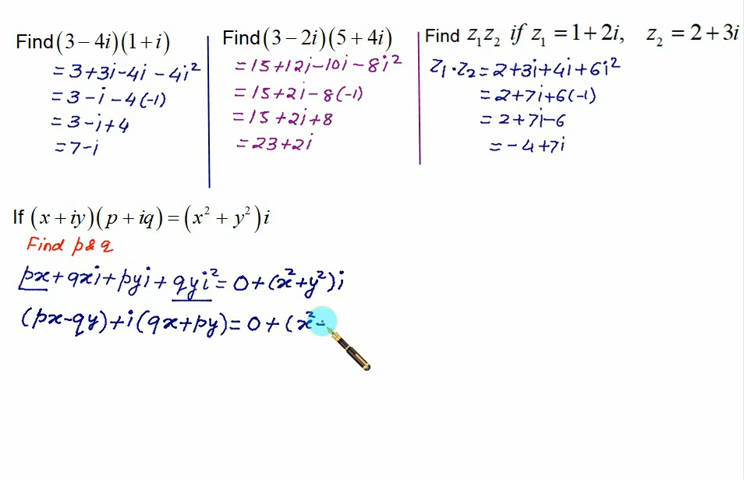 Find (3 − 4i)(1 + i)
= 3 + 3i − 4i − 4i²
= 3 − i − 4(−1)
= 3 − i + 4
= 7 − i
Find (3 − 2i)(5 + 4i)
= 15 + 12i − 10i − 8i²
= 15 + 2i − 8(−1)
= 15 + 2i + 8
= 23 + 2i
Find z₁z₂ if z₁ = 1 + 2i, z₂ = 2 + 3i
z₁ · z₂ = 2 + 3i + 4i + 6i²
= 2 + 7i + 6(−1)
= 2 + 7i − 6
= −4 + 7i
If (x + iy)(p + iq) = (x² + y²)i
Find p & q
px + qxi + pyi + qyi² = 0 + (x² + y²)i
(px − qy) + i(qx + py) = 0 + (x²